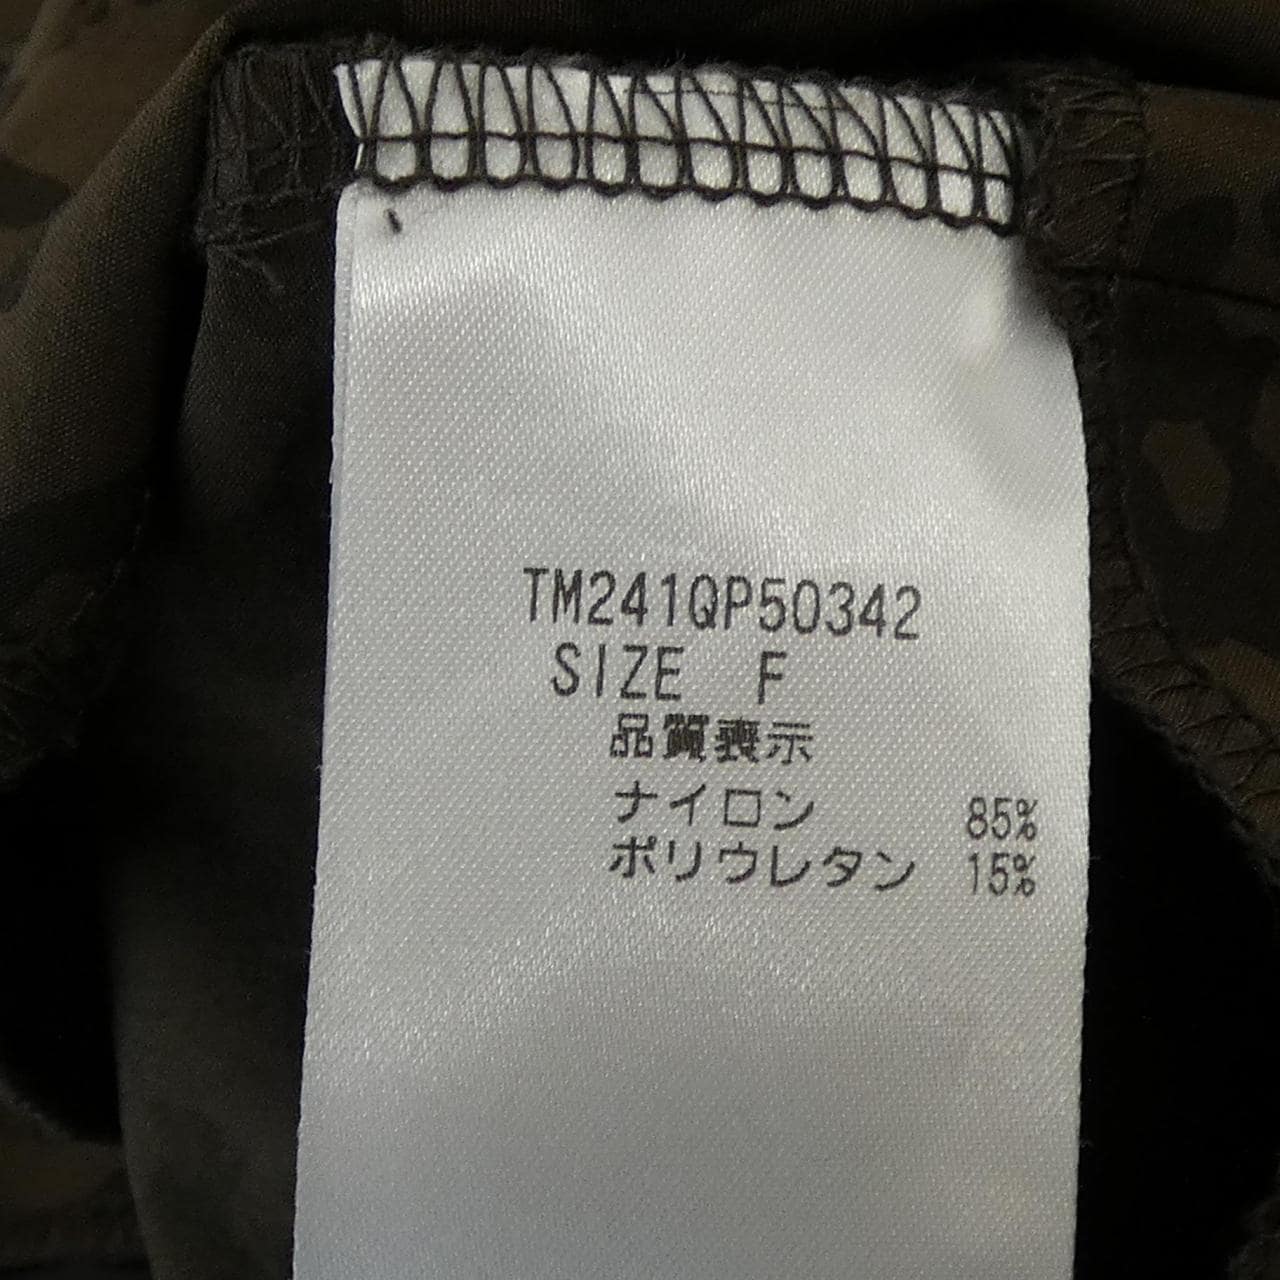 TM241QP50342
SIZE F
品質表示
ナイロン 85%
ポリウレタン 15%